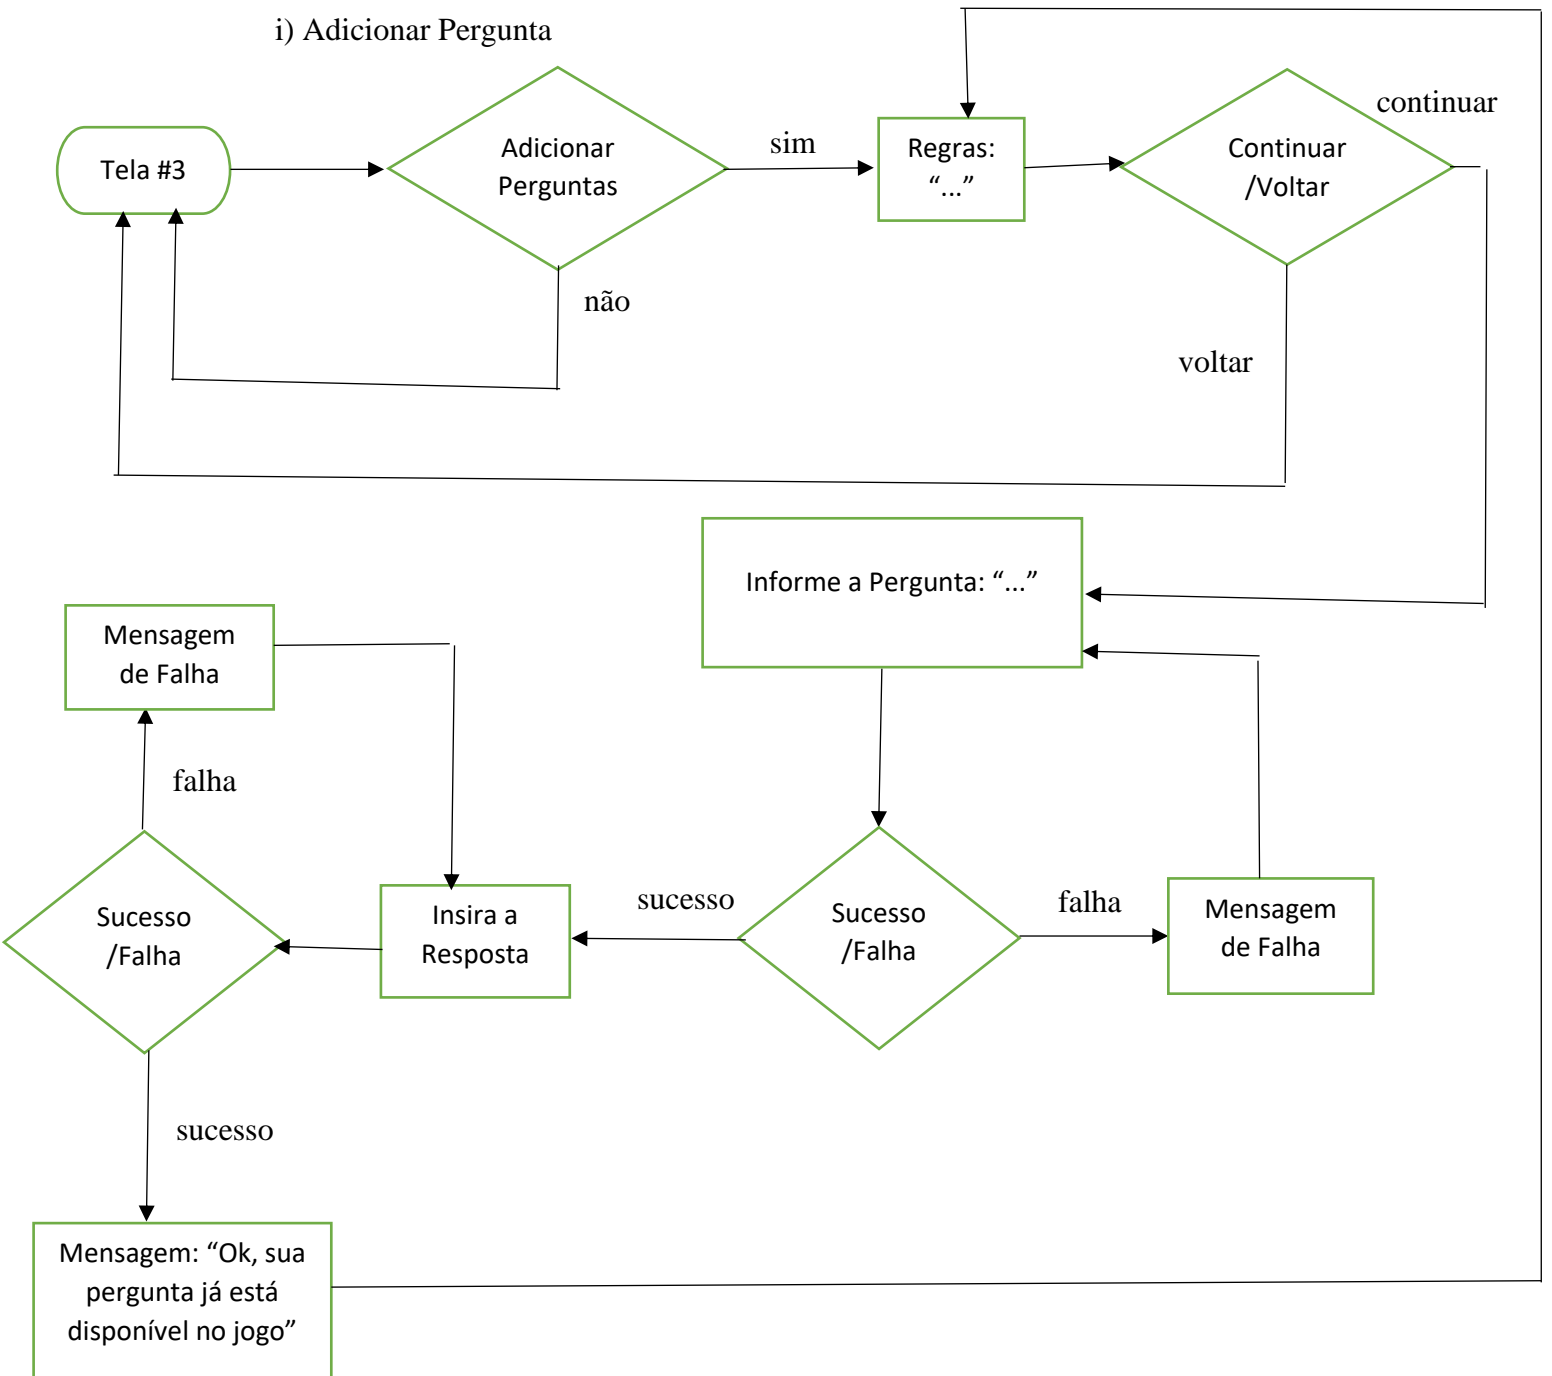 i) Adicionar Pergunta
Tela #3
Adicionar
Perguntas
sim
Regras:
“...”
Continuar
/Voltar
continuar
não
voltar
Informe a Pergunta: “...”
Mensagem
de Falha
falha
Sucesso
/Falha
Insira a
Resposta
sucesso
Sucesso
/Falha
falha
Mensagem
de Falha
sucesso
Mensagem: “Ok, sua
pergunta já está
disponível no jogo”